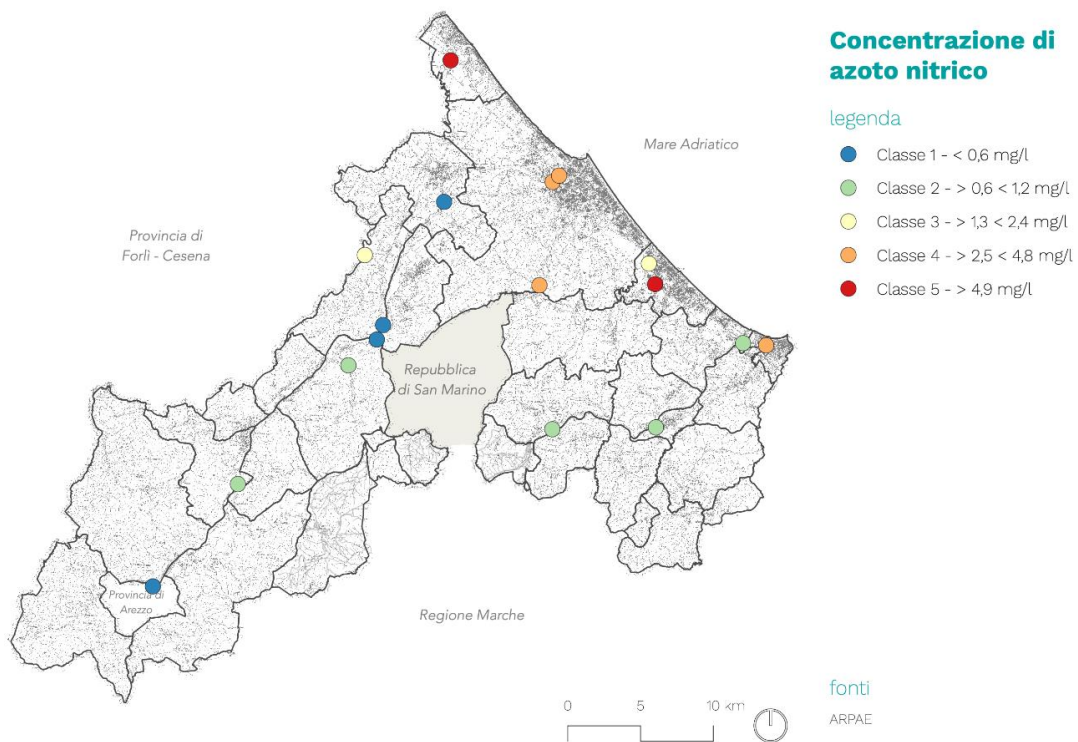 Concentrazione di
azoto nitrico
legenda
Classe 1 - < 0,6 mg/l
Classe 2 - > 0,6 < 1,2 mg/l
Classe 3 - > 1,3 < 2,4 mg/l
Classe 4 - > 2,5 < 4,8 mg/l
Classe 5 - > 4,9 mg/l
Mare Adriatico
Provincia di
Forlì - Cesena
Repubblica
di San Marino
Provincia di
Arezzo
Regione Marche
0 5 10 km
fonti
ARPAE